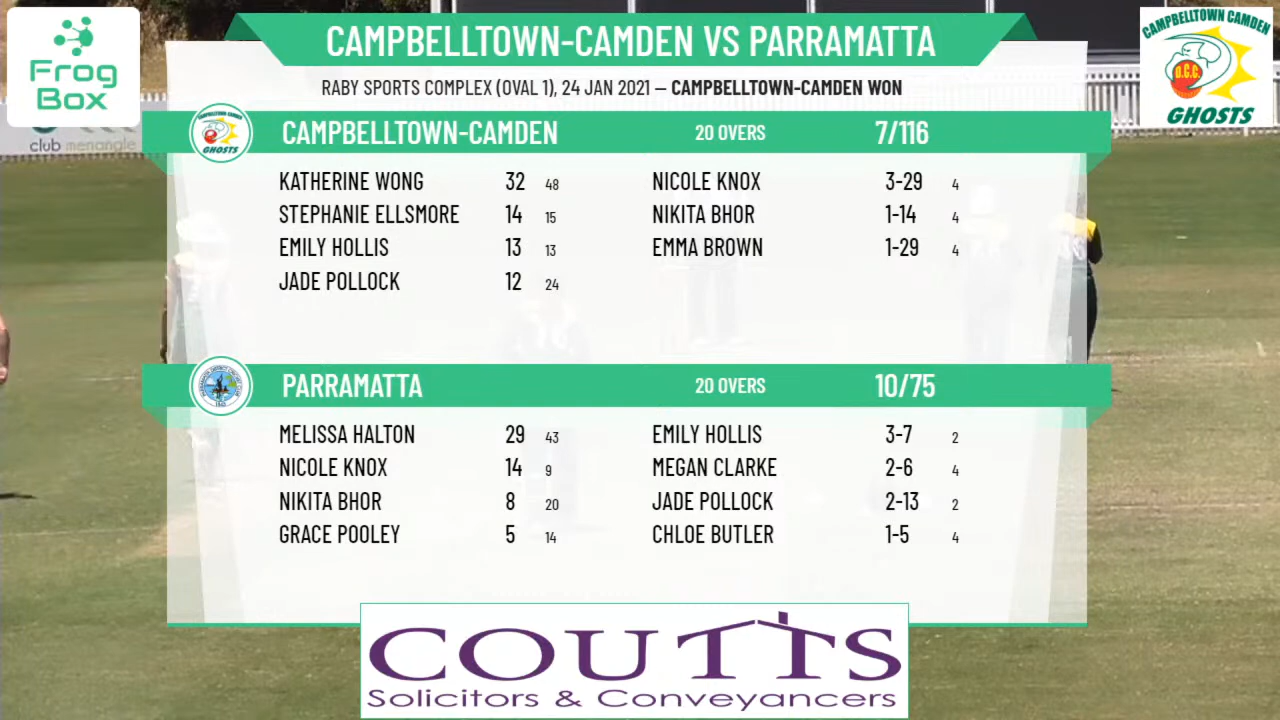 Frog
Box
club menangle
CAMPBELLTOWN-CAMDEN VS PARRAMATTA
CAMPBELLTOWN CAMDEN
D.C.C.
GHOSTS
RABY SPORTS COMPLEX (OVAL 1), 24 JAN 2021 – CAMPBELLTOWN-CAMDEN WON
CAMPBELLTOWN CAMDEN
GHOSTS
CAMPBELLTOWN-CAMDEN 20 OVERS 7/116
KATHERINE WONG 32 48 NICOLE KNOX 3-29 4
STEPHANIE ELLSMORE 14 15 NIKITA BHOR 1-14 4
EMILY HOLLIS 13 13 EMMA BROWN 1-29 4
JADE POLLOCK 12 24
PARRAMATTA 20 OVERS 10/75
MELISSA HALTON 29 43 EMILY HOLLIS 3-7 2
NICOLE KNOX 14 9 MEGAN CLARKE 2-6 4
NIKITA BHOR 8 20 JADE POLLOCK 2-13 2
GRACE POOLEY 5 14 CHLOE BUTLER 1-5 4
COUTTS
Solicitors & Conveyancers